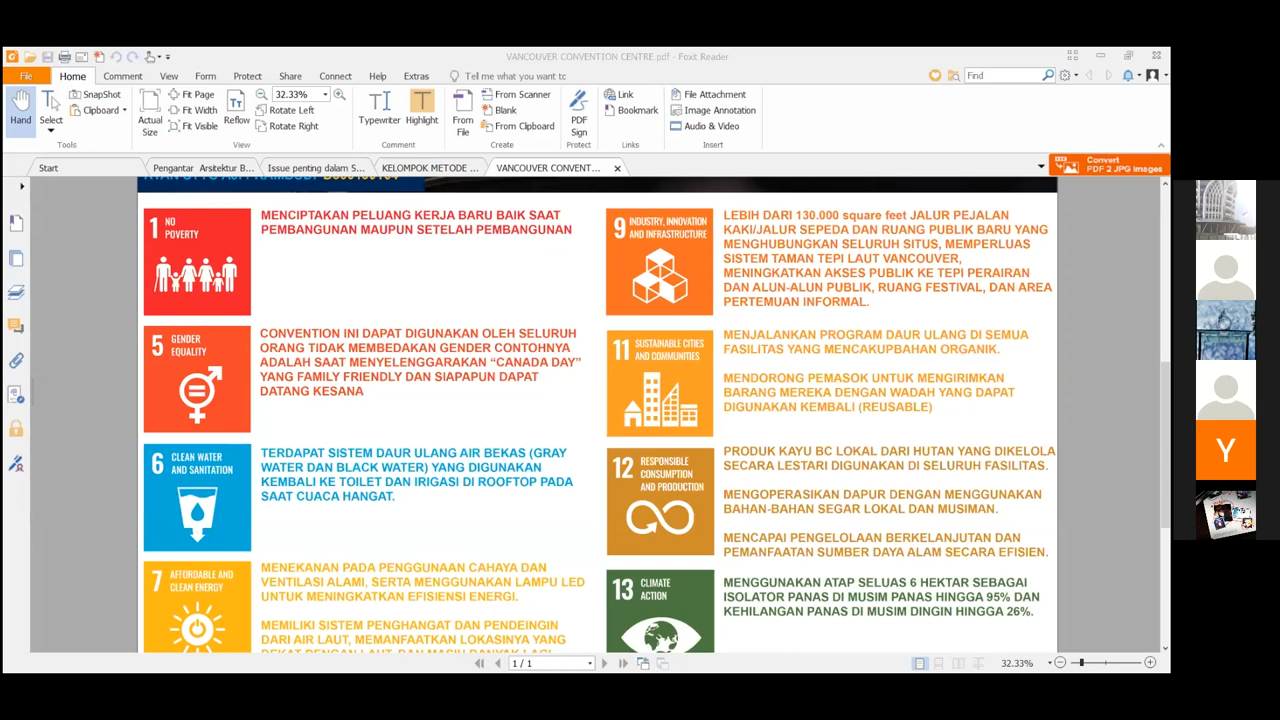 VANCOUVER CONVENTION CENTRE.pdf - Foxit Reader
File Home Comment View Form Protect Share Connect Help Extras Tell me what you want tc Find
Hand
Select
SnapShot
Clipboard
Tools
Actual Size
Fit Page
Fit Width
Fit Visible
Reflow
32.33%
Rotate Left
Rotate Right
View
Typewriter
Highlight
Comment
From File
From Scanner
Blank
From Clipboard
Create
PDF Sign
Protect
Link
Bookmark
Links
File Attachment
Image Annotation
Audio & Video
Insert
Start Pengantar Arsitektur B... Issue penting dalam S... KELOMPOK METODE ... VANCOUVER CONVENT...
Convert
PDF 2 JPG Images
1 NO
POVERTY
MENCIPTAKAN PELUANG KERJA BARU BAIK SAAT
PEMBANGUNAN MAUPUN SETELAH PEMBANGUNAN
5 GENDER
EQUALITY
CONVENTION INI DAPAT DIGUNAKAN OLEH SELURUH
ORANG TIDAK MEMBEDAKAN GENDER CONTOHNYA
ADALAH SAAT MENYELENGGARAKAN “CANADA DAY”
YANG FAMILY FRIENDLY DAN SIAPAPUN DAPAT
DATANG KESANA
6 CLEAN WATER
AND SANITATION
TERDAPAT SISTEM DAUR ULANG AIR BEKAS (GRAY
WATER DAN BLACK WATER) YANG DIGUNAKAN
KEMBALI KE TOILET DAN IRIGASI DI ROOFTOP PADA
SAAT CUACA HANGAT.
7 AFFORDABLE AND
CLEAN ENERGY
MENEKANAN PADA PENGGUNAAN CAHAYA DAN
VENTILASI ALAMI, SERTA MENGGUNAKAN LAMPU LED
UNTUK MENINGKATKAN EFISIENSI ENERGI.
MEMILIKI SISTEM PENGHANGAT DAN PENDEINGIN
DARI AIR LAUT, MEMANFAATKAN LOKASINYA YANG
DEKAT DENGAN LAUT, DAN MASIH BANYAK LAGI
9 INDUSTRY, INNOVATION
AND INFRASTRUCTURE
LEBIH DARI 130.000 square feet JALUR PEJALAN
KAKI/JALUR SEPEDA DAN RUANG PUBLIK BARU YANG
MENGHUBUNGKAN SELURUH SITUS, MEMPERLUAS
SISTEM TAMAN TEPI LAUT VANCOUVER,
MENINGKATKAN AKSES PUBLIK KE TEPI PERAIRAN
DAN ALUN-ALUN PUBLIK, RUANG FESTIVAL, DAN AREA
PERTEMUAN INFORMAL.
11 SUSTAINABLE CITIES
AND COMMUNITIES
MENJALANKAN PROGRAM DAUR ULANG DI SEMUA
FASILITAS YANG MENCAKUPBAHAN ORGANIK.
MENDORONG PEMASOK UNTUK MENGIRIMKAN
BARANG MEREKA DENGAN WADAH YANG DAPAT
DIGUNAKAN KEMBALI (REUSABLE)
12 RESPONSIBLE
CONSUMPTION
AND PRODUCTION
PRODUK KAYU BC LOKAL DARI HUTAN YANG DIKELOLA
SECARA LESTARI DIGUNAKAN DI SELURUH FASILITAS.
MENGOPERASIKAN DAPUR DENGAN MENGGUNAKAN
BAHAN-BAHAN SEGAR LOKAL DAN MUSIMAN.
MENCAPAI PENGELOLAAN BERKELANJUTAN DAN
PEMANFAATAN SUMBER DAYA ALAM SECARA EFISIEN.
13 CLIMATE
ACTION
MENGGUNAKAN ATAP SELUAS 6 HEKTAR SEBAGAI
ISOLATOR PANAS DI MUSIM PANAS HINGGA 95% DAN
KEHILANGAN PANAS DI MUSIM DINGIN HINGGA 26%.
Y
1 / 1
32.33%